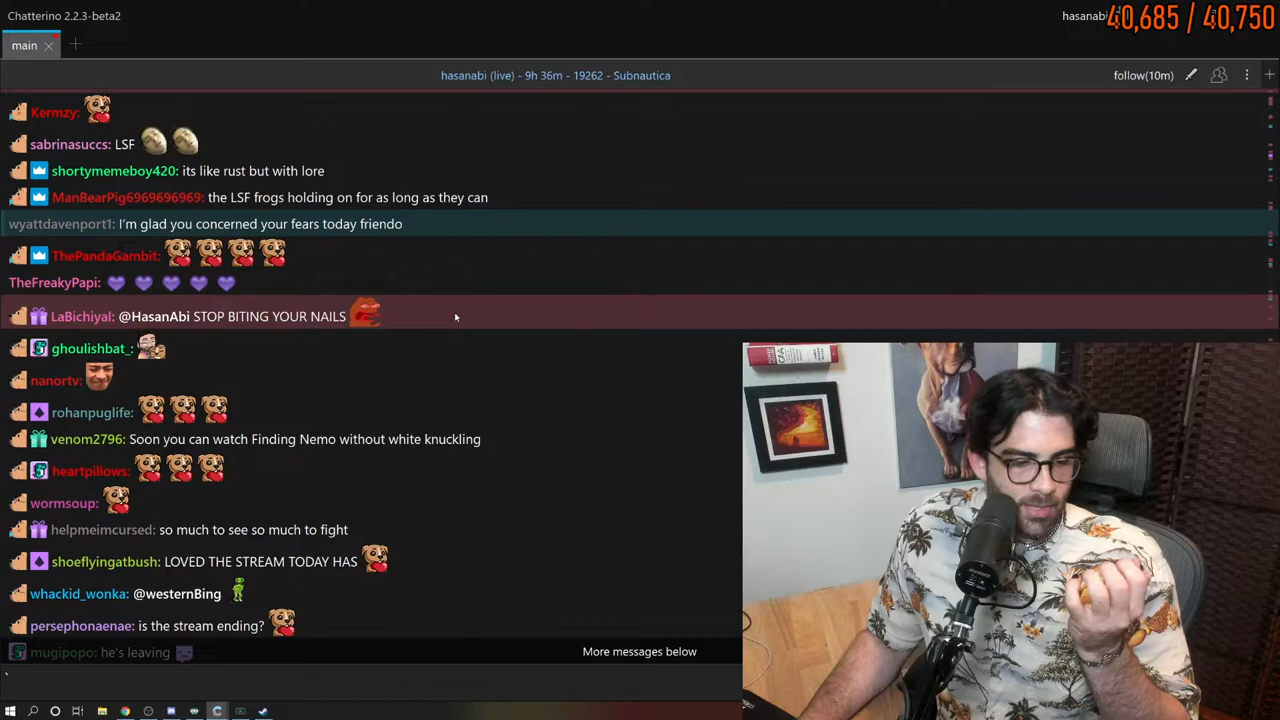 Chatterino 2.2.3-beta2
hasanabi
40,685 / 40,750
main
hasanabi (live) - 9h 36m - 19262 - Subnautica
follow(10m)
Kermzy:
sabrinasuccs: LSF
shortymemeboy420: its like rust but with lore
ManBearPig6969696969: the LSF frogs holding on for as long as they can
wyattdavenport1: I'm glad you concerned your fears today friendo
ThePandaGambit:
TheFreakyPapi:
LaBichiyal: @HasanAbi STOP BITING YOUR NAILS
ghoulishbat_:
nanortv:
rohanpuglife:
venom2796: Soon you can watch Finding Nemo without white knuckling
heartpillows:
wormsoup:
helpmeimcursed: so much to see so much to fight
shoeflyingatbush: LOVED THE STREAM TODAY HAS
whackid_wonka: @westernBing
persephonaenae: is the stream ending?
mugipopo: he's leaving
More messages below
`